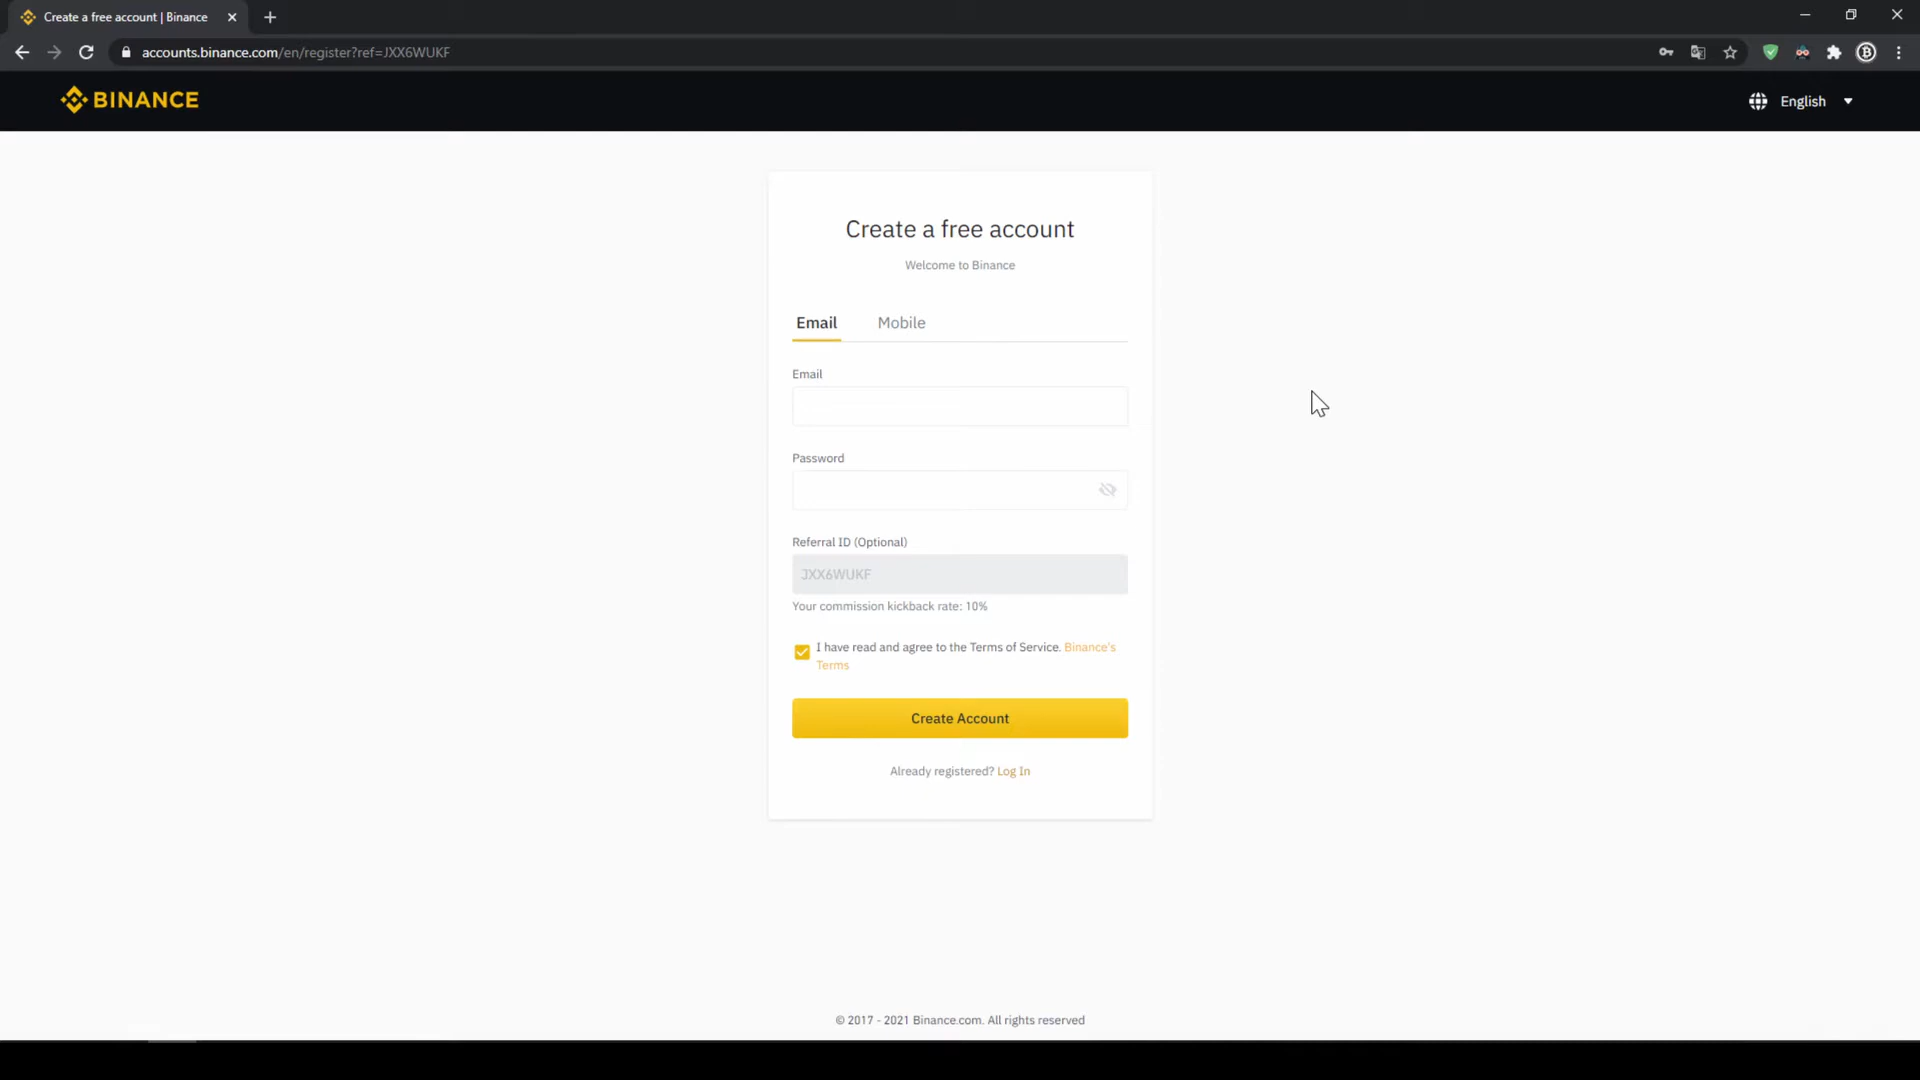 Create a free account | Binance
accounts.binance.com/en/register?ref=JXX6WUKF
BINANCE
English
Create a free account
Welcome to Binance
Email Mobile
Email
Password
Referral ID (Optional)
JXX6WUKF
Your commission kickback rate: 10%
I have read and agree to the Terms of Service. Binance's
Terms
Create Account
Already registered? Log In
© 2017 - 2021 Binance.com. All rights reserved